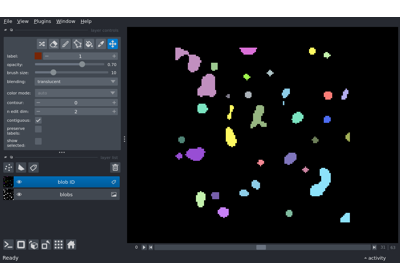 File View Plugins Window Help
label:
1
opacity:
0.70
brush size:
10
blending:
translucent
color mode:
contour:
0
n edit dim:
2
contiguous:
preserve
labels:
show
selected:
blob ID
blobs
0
Ready
activity